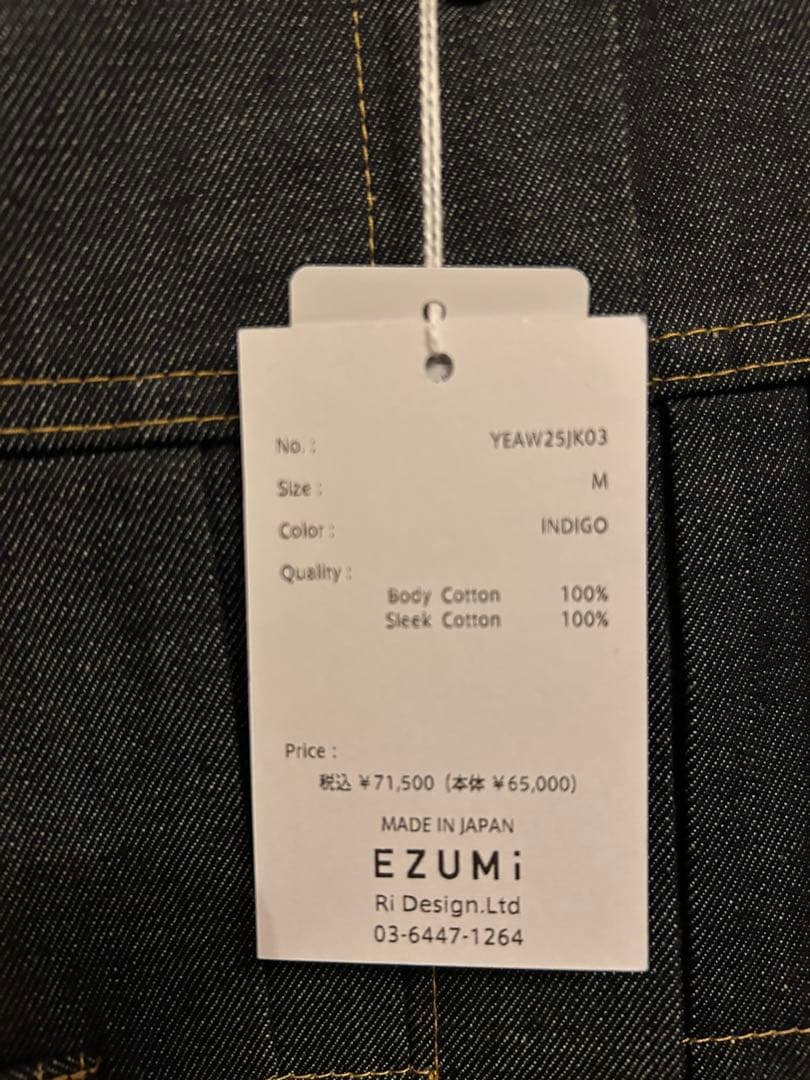 No. : YEAW25JK03
Size : M
Color : INDIGO
Quality :
Body Cotton 100%
Sleek Cotton 100%
Price :
税込 ¥71,500 (本体 ¥65,000)
MADE IN JAPAN
EZUMi
Ri Design.Ltd
03-6447-1264